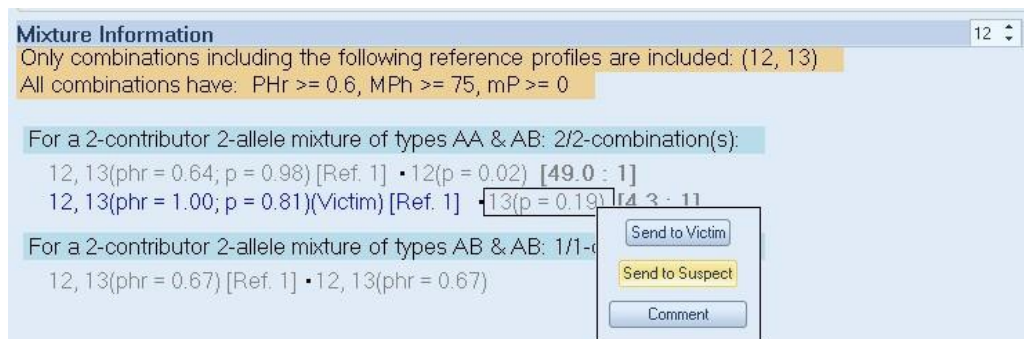 Mixture Information
12
Only combinations including the following reference profiles are included: (12, 13)
All combinations have: PHr >= 0.6, MPh >= 75, mP >= 0
For a 2-contributor 2-allele mixture of types AA & AB: 2/2-combination(s):
12, 13(phr = 0.64; p = 0.98) [Ref. 1] ▪ 12(p = 0.02) [49.0 : 1]
12, 13(phr = 1.00; p = 0.81)(Victim) [Ref. 1] ▪ 13(p = 0.19) [4.3 : 1]
Send to Victim
For a 2-contributor 2-allele mixture of types AB & AB: 1/1-
Send to Suspect
12, 13(phr = 0.67) [Ref. 1] ▪ 12, 13(phr = 0.67)
Comment